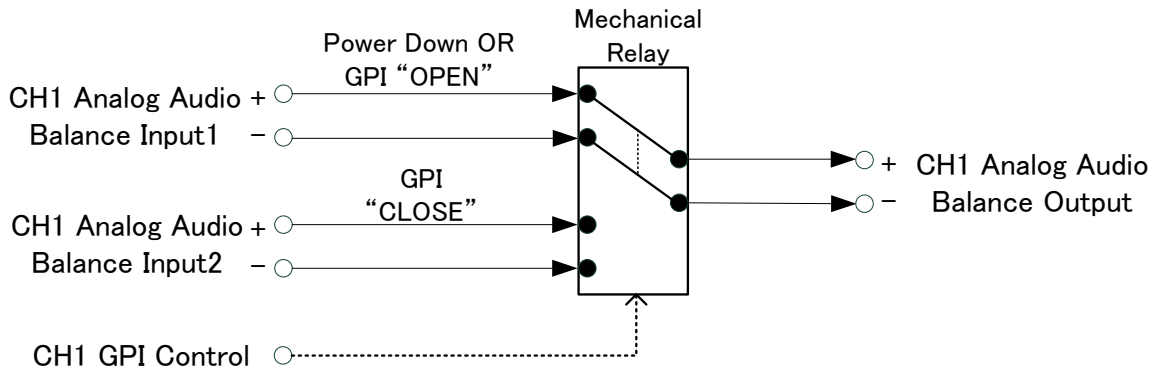 Mechanical
Relay
Power Down OR
GPI “OPEN”
CH1 Analog Audio +
Balance Input1 −
GPI
“CLOSE”
CH1 Analog Audio +
Balance Input2 −
+ CH1 Analog Audio
− Balance Output
CH1 GPI Control